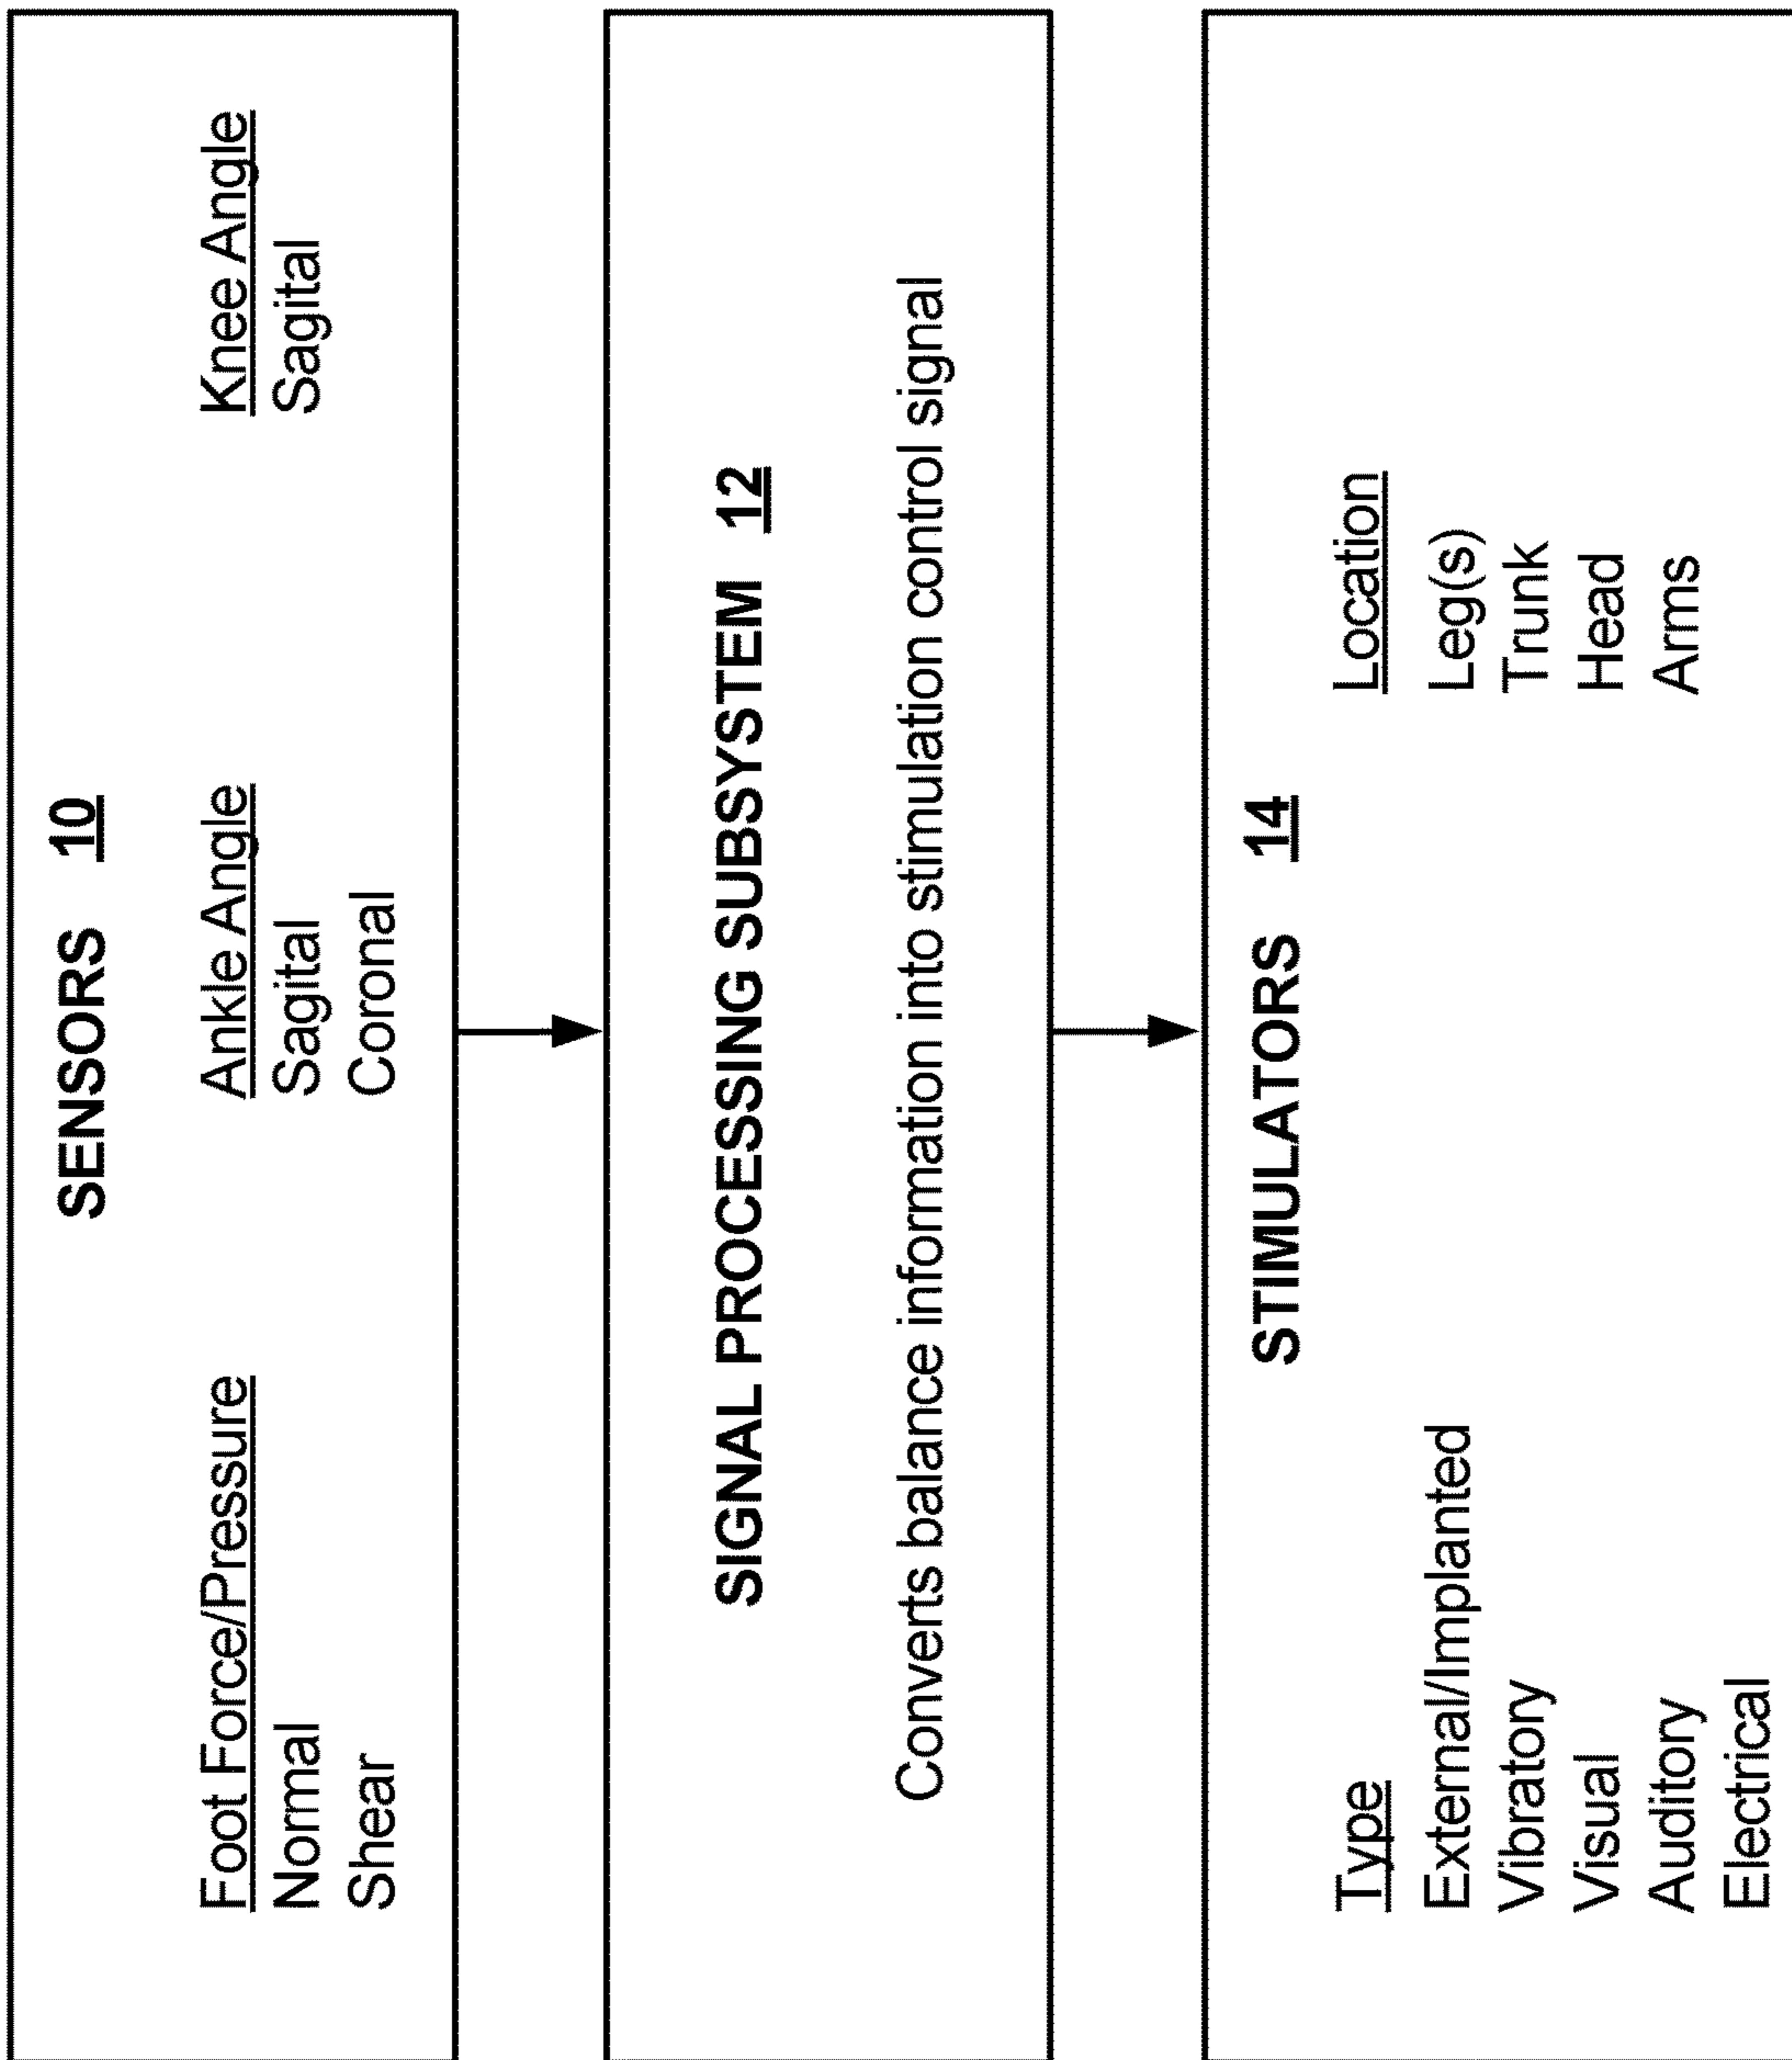 SENSORS 10
Foot Force/Pressure
Normal
Shear
Ankle Angle
Sagital
Coronal
Knee Angle
Sagital
SIGNAL PROCESSING SUBSYSTEM 12
Converts balance information into stimulation control signal
STIMULATORS 14
Type
External/Implanted
Vibratory
Visual
Auditory
Electrical
Location
Leg(s)
Trunk
Head
Arms